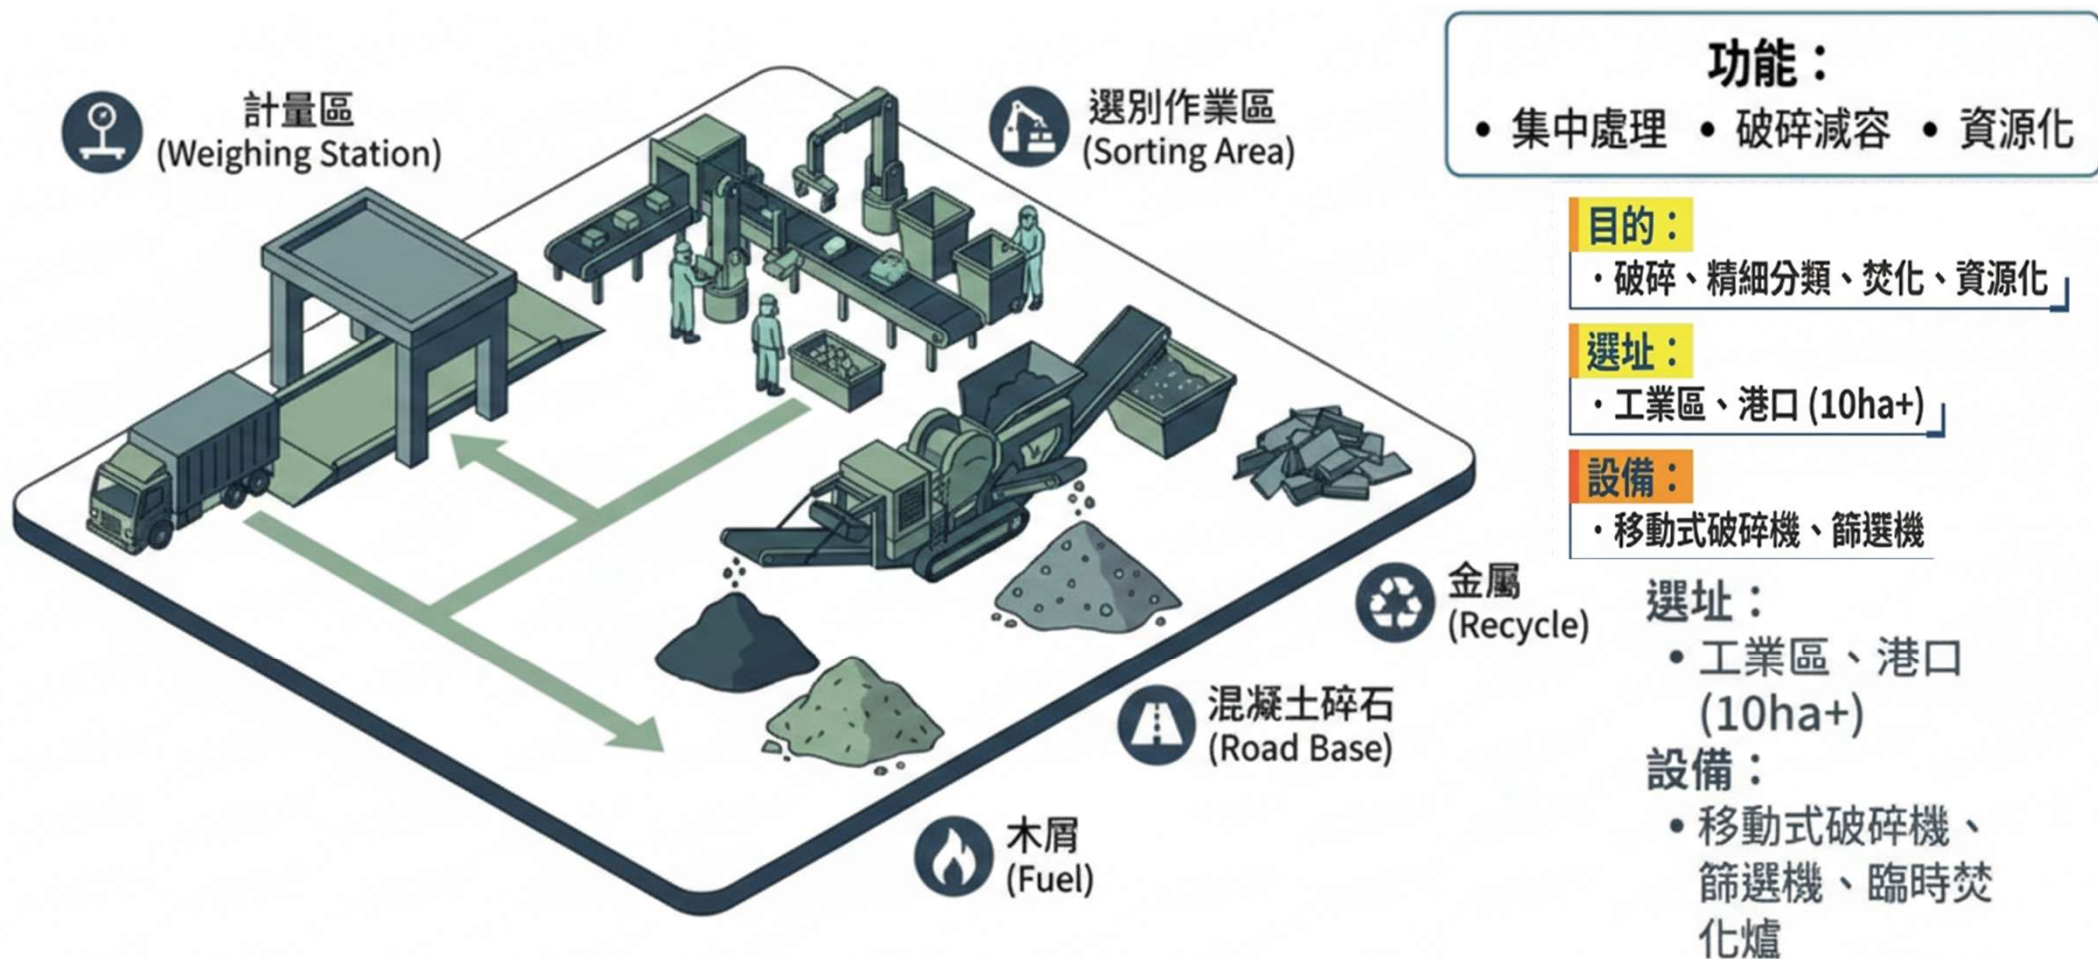 計量區
(Weighing Station)
選別作業區
(Sorting Area)
功能：
• 集中處理 • 破碎減容 • 資源化
目的：
・破碎、精細分類、焚化、資源化
選址：
・工業區、港口 (10ha+)
設備：
・移動式破碎機、篩選機
金屬
(Recycle)
混凝土碎石
(Road Base)
木屑
(Fuel)
選址：
• 工業區、港口
(10ha+)
設備：
• 移動式破碎機、
篩選機、臨時焚
化爐